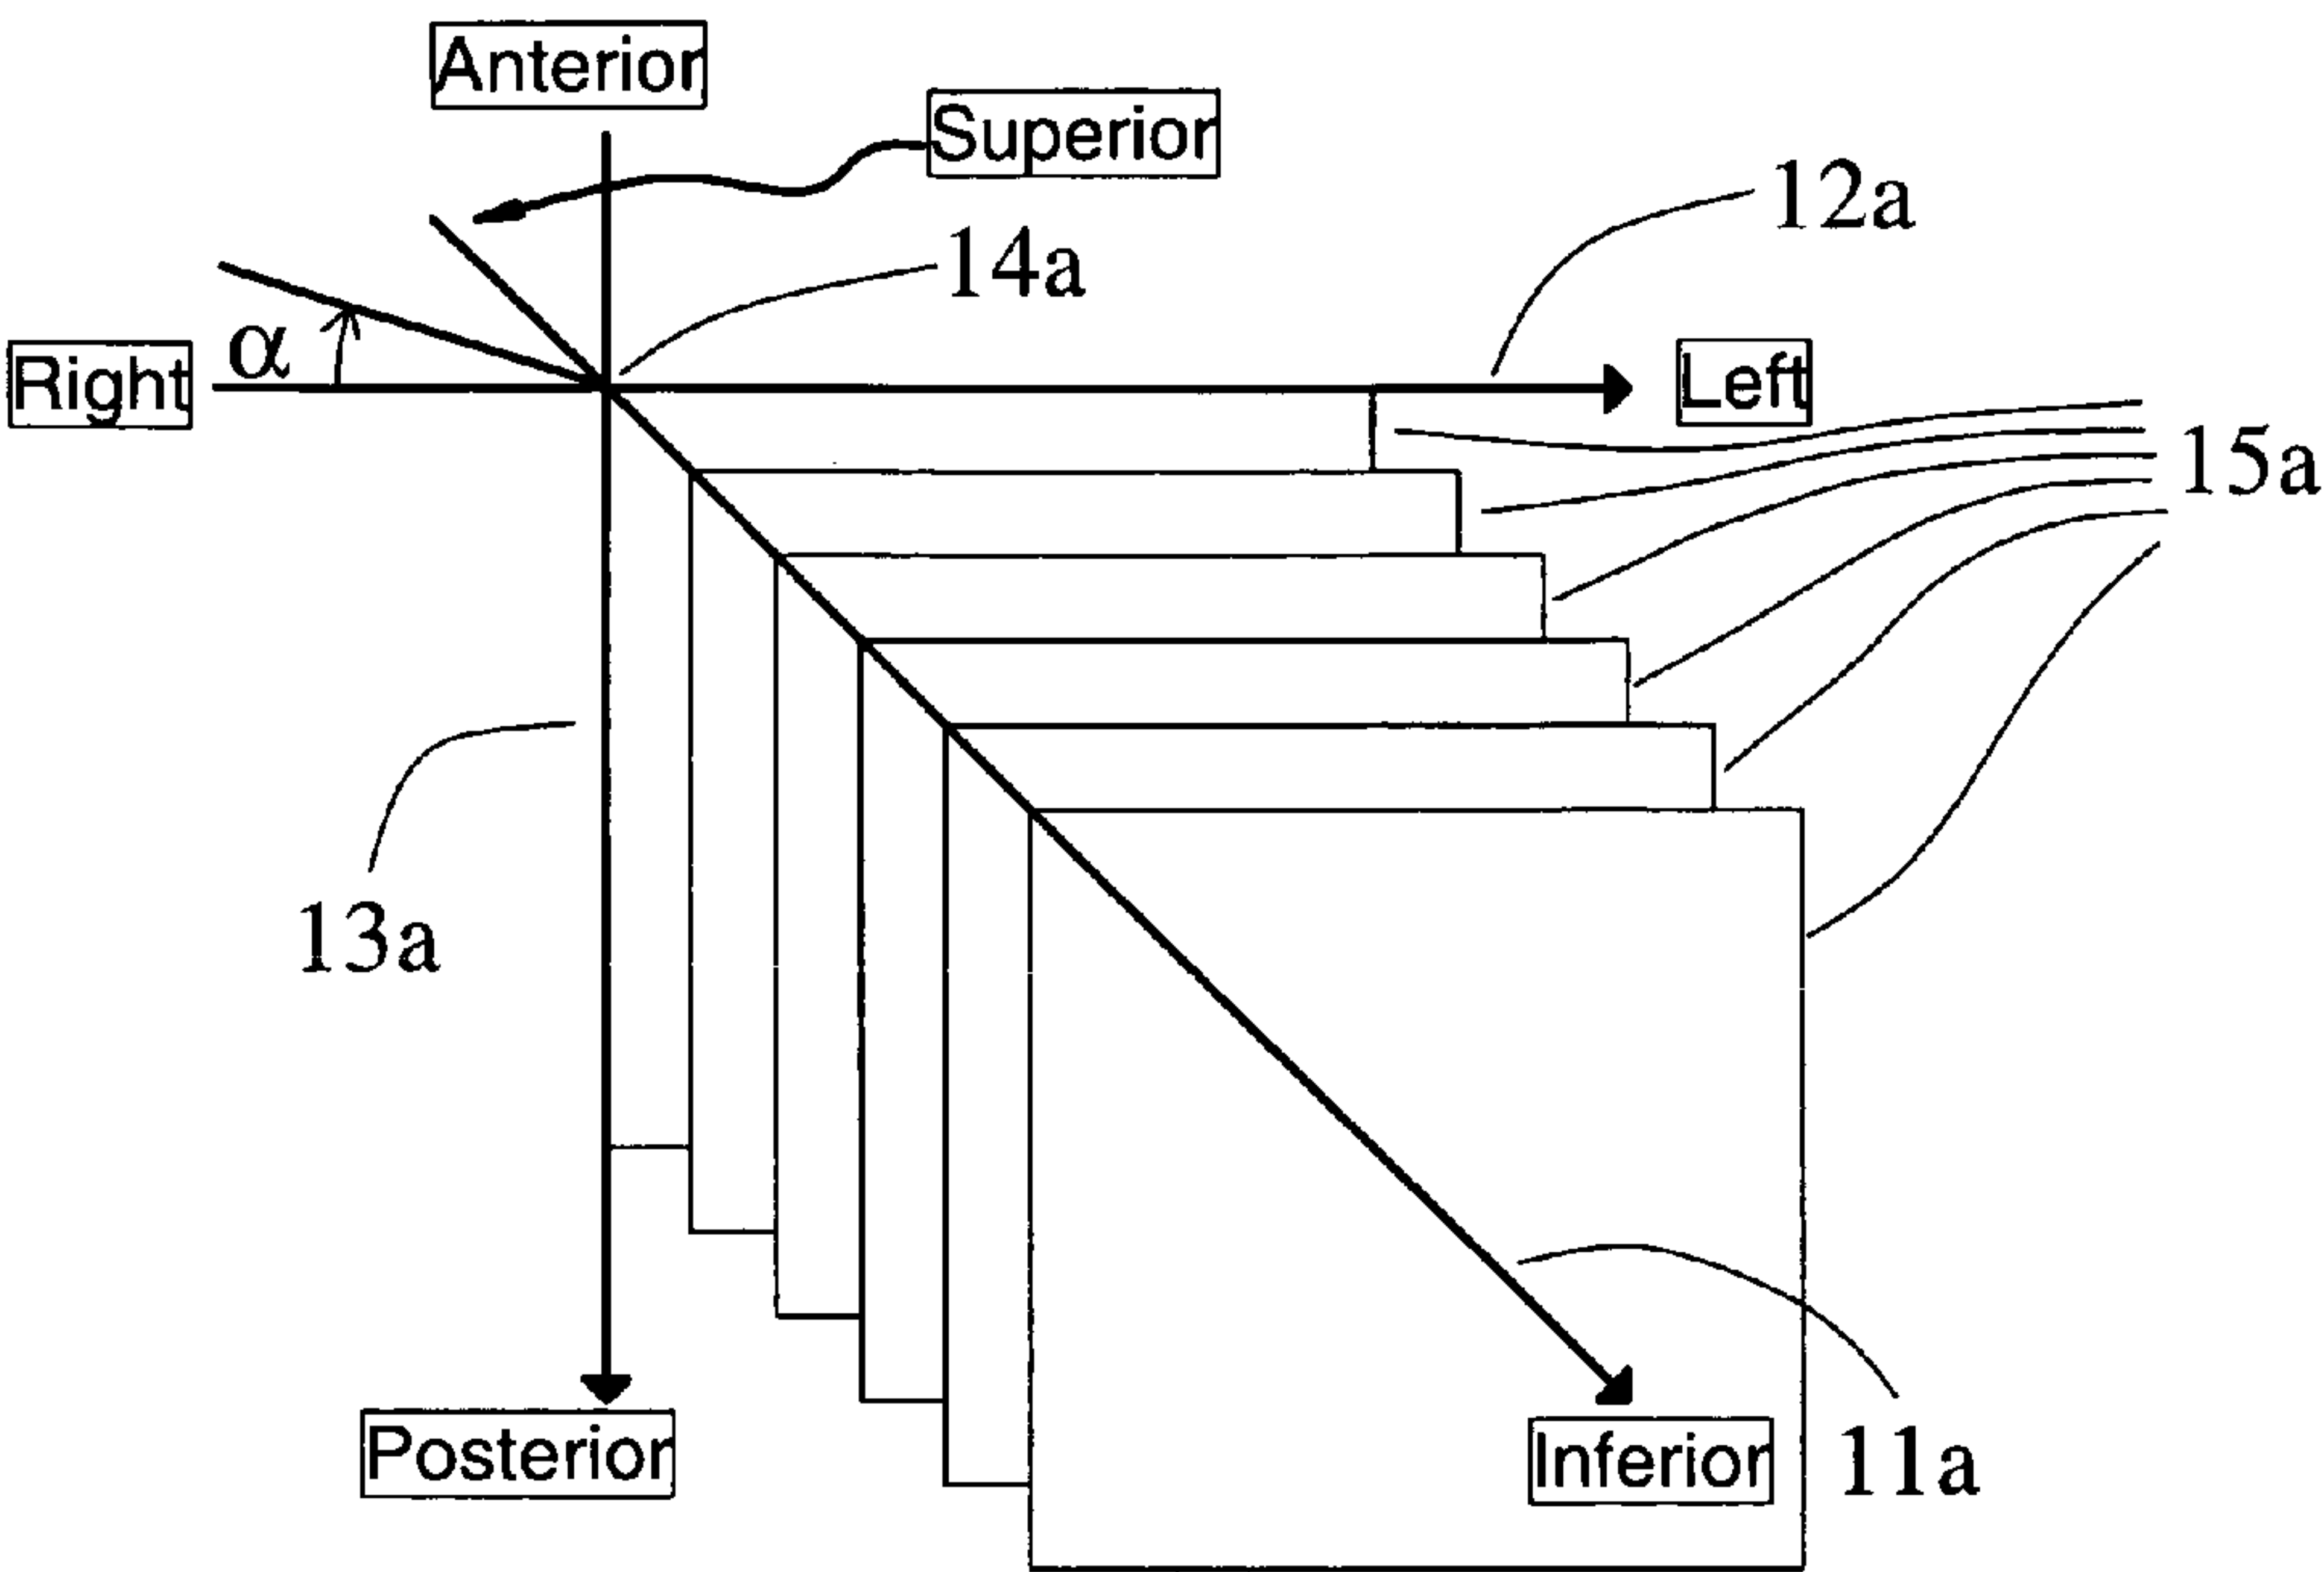 Anterior
Superior
12a
14a
α
Right
Left
15a
13a
Posterior
Inferior
11a